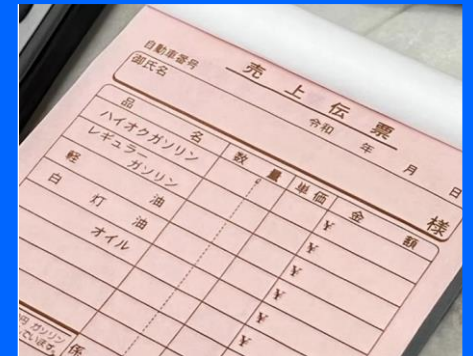 売上伝票
自動車番号
御氏名
令和 年 月 日
様
品名 数量 単価 金額
ハイオクガソリン ¥
レギュラーガソリン ¥
軽油 ¥
白灯油 ¥
オイル ¥
係